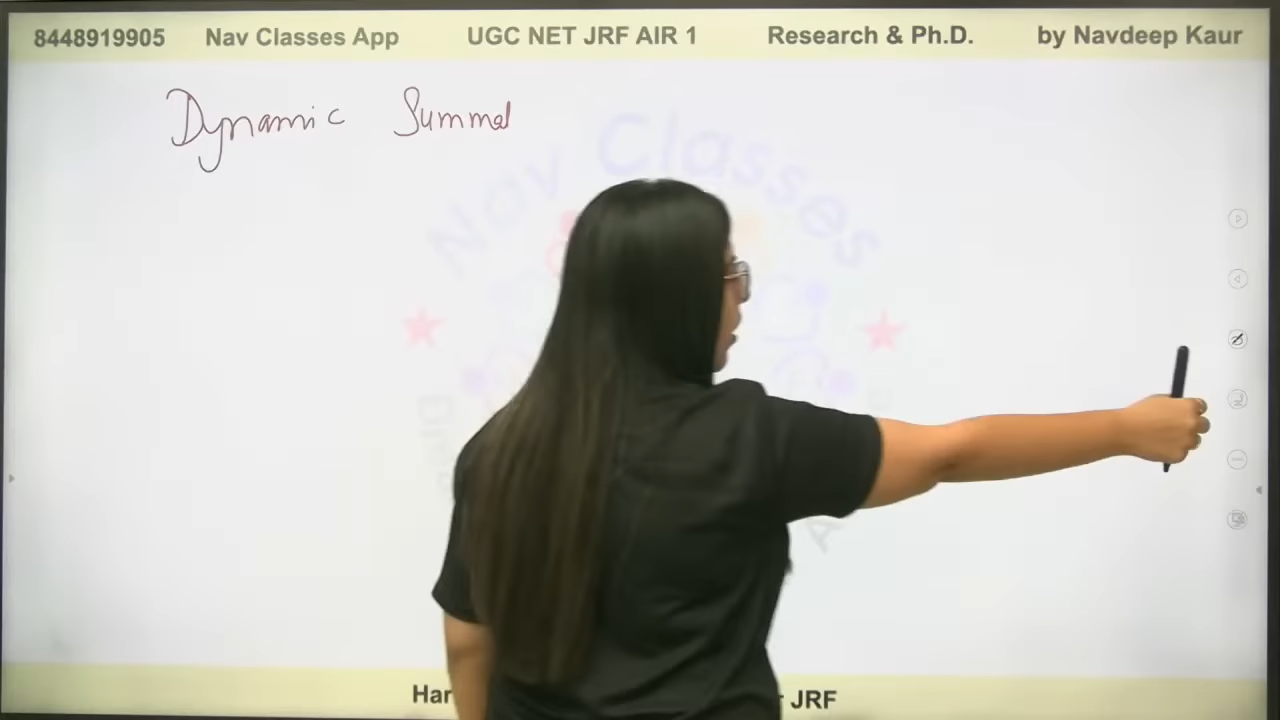 8448919905 Nav Classes App UGC NET JRF AIR 1 Research & Ph.D. by Navdeep Kaur
Dynamic Summa
Nav Classes
Har JRF